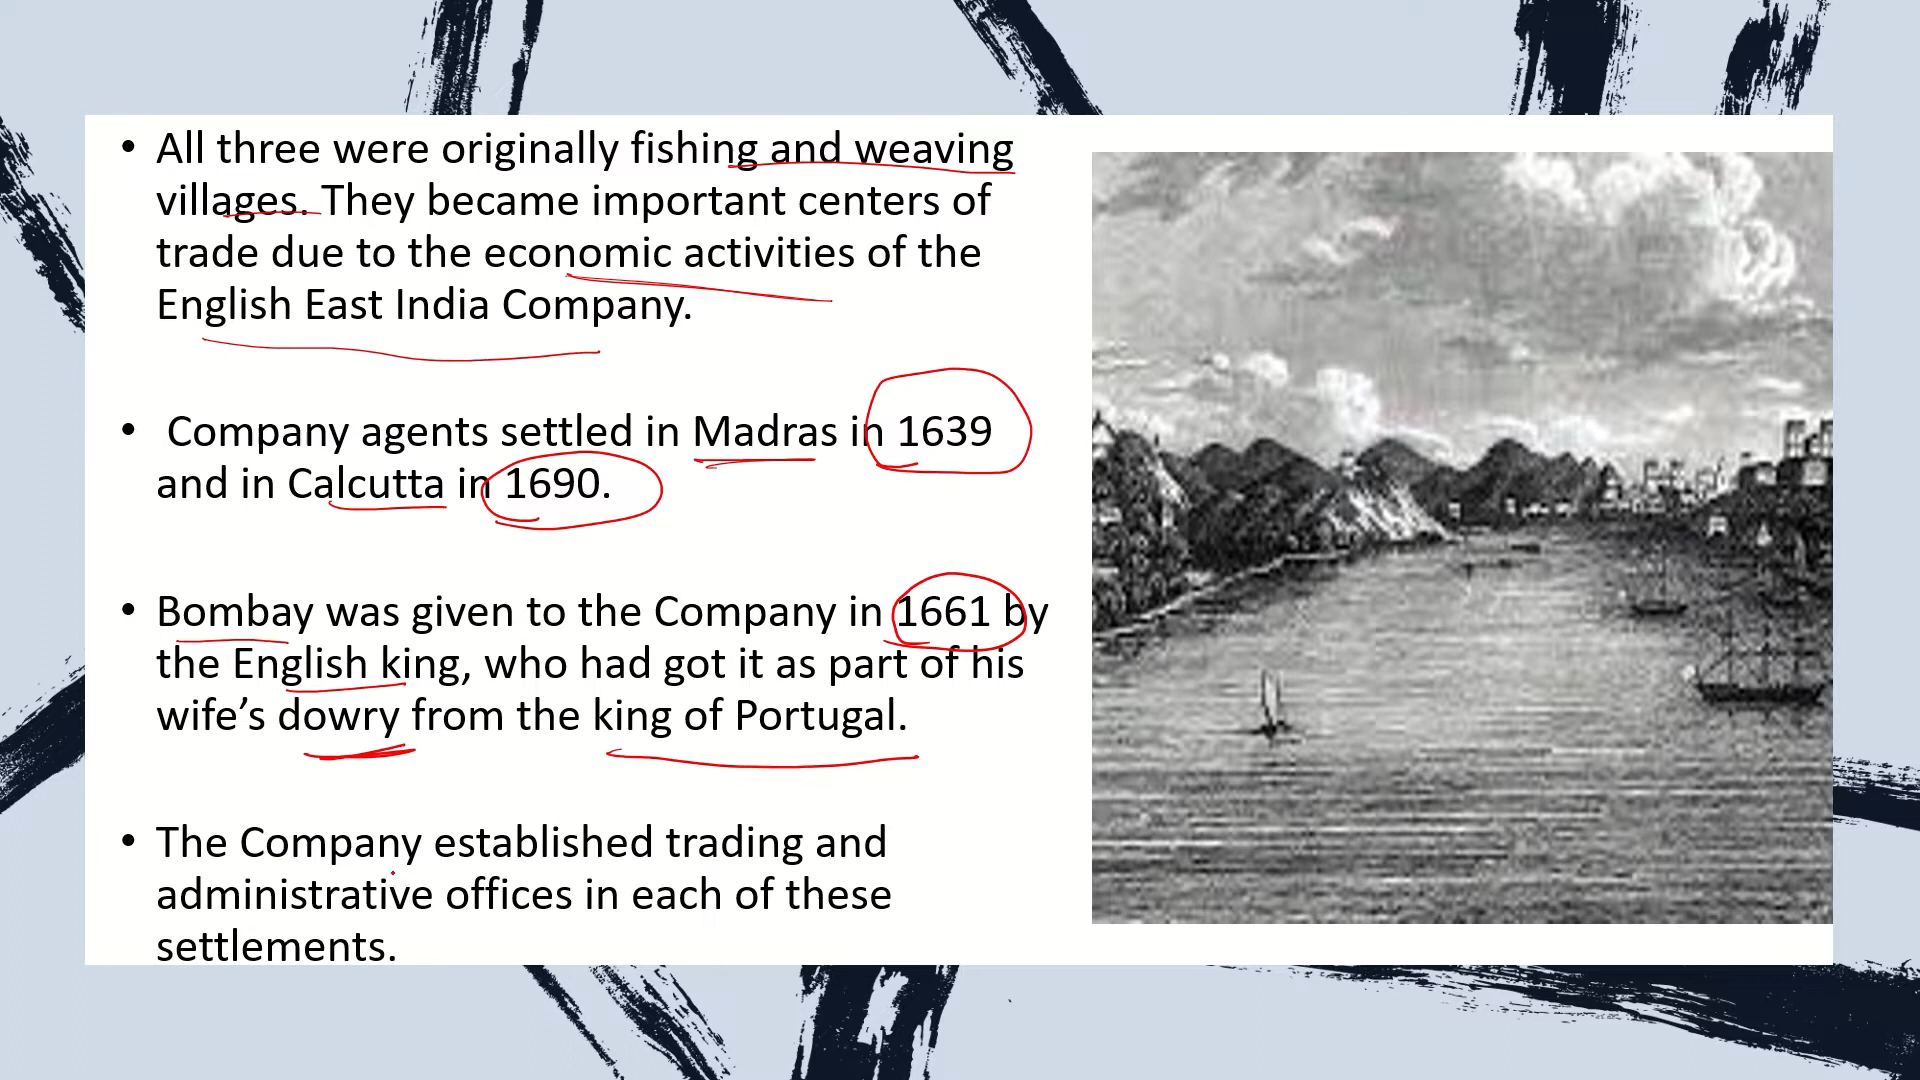 • All three were originally fishing and weaving
villages. They became important centers of
trade due to the economic activities of the
English East India Company.
• Company agents settled in Madras in 1639
and in Calcutta in 1690.
• Bombay was given to the Company in 1661 by
the English king, who had got it as part of his
wife’s dowry from the king of Portugal.
• The Company established trading and
administrative offices in each of these
settlements.